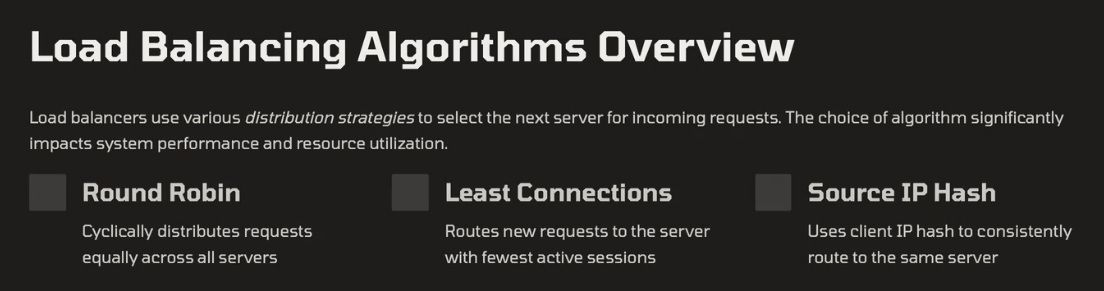 Load Balancing Algorithms Overview
Load balancers use various distribution strategies to select the next server for incoming requests. The choice of algorithm significantly
impacts system performance and resource utilization.
Round Robin
Cyclically distributes requests
equally across all servers
Least Connections
Routes new requests to the server
with fewest active sessions
Source IP Hash
Uses client IP hash to consistently
route to the same server